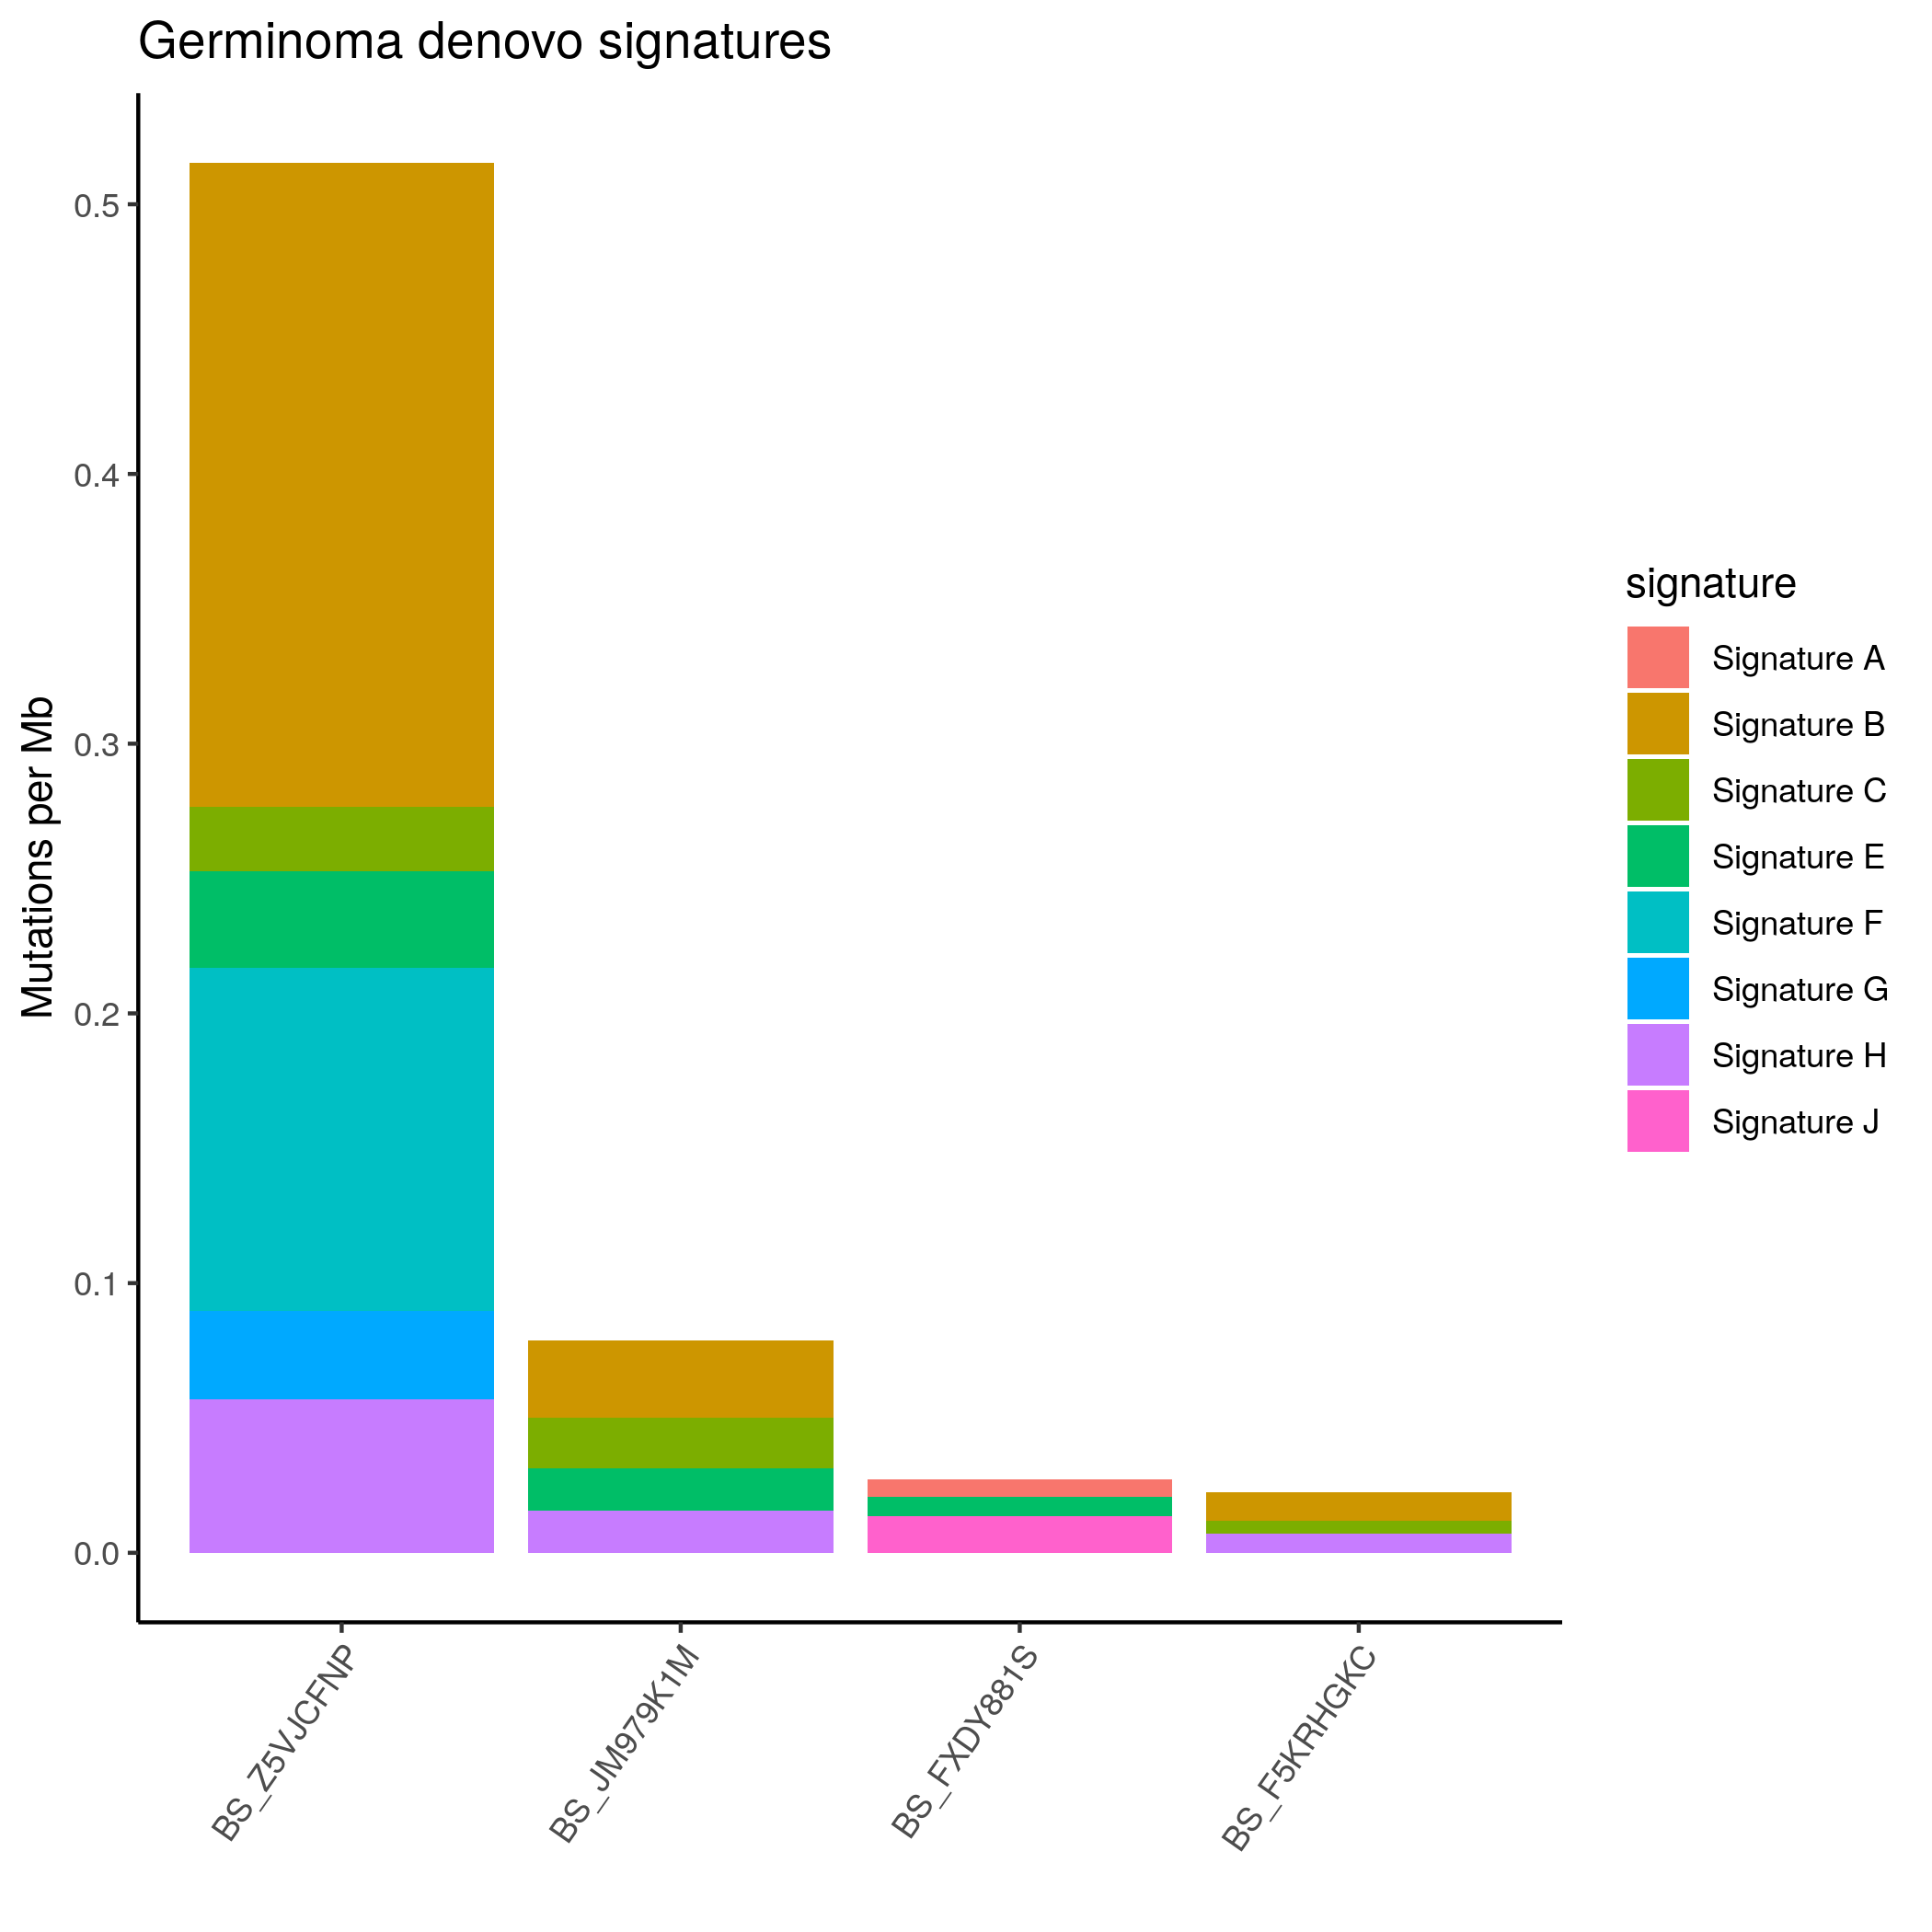 Germinoma denovo signatures
Mutations per Mb
0.5
0.4
0.3
0.2
0.1
0.0
BS_Z5VJCFNP
BS_JM979K1M
BS_FXDY881S
BS_F5KRHGKC
signature
Signature A
Signature B
Signature C
Signature E
Signature F
Signature G
Signature H
Signature J